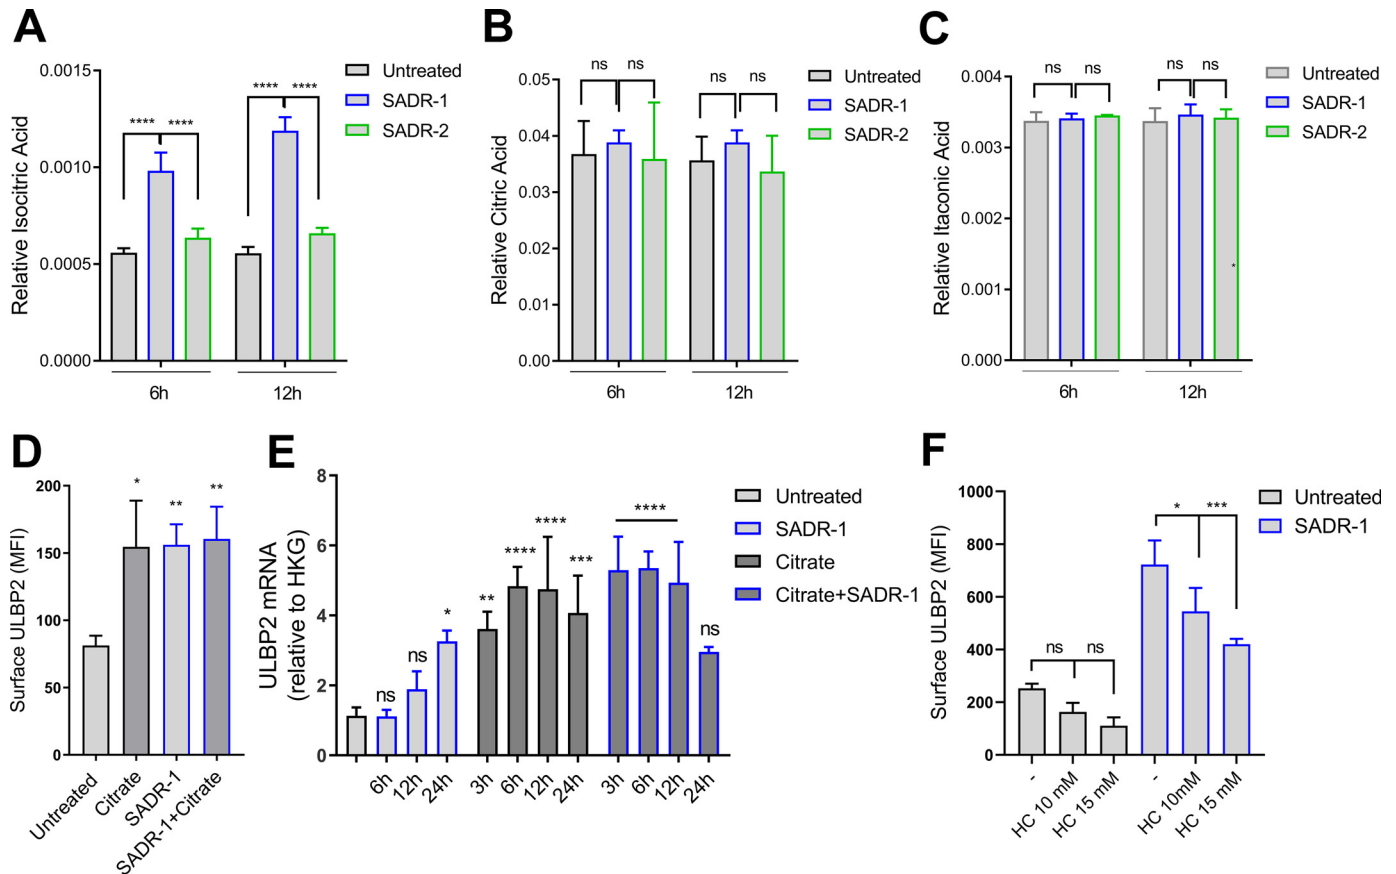 A
Relative Isocitric Acid
0.0015
0.0010
0.0005
0.0000
**** ****
**** ****
6h
12h
Untreated
SADR-1
SADR-2
B
Relative Citric Acid
0.05
0.04
0.03
0.02
0.01
0.00
ns ns
ns ns
6h
12h
Untreated
SADR-1
SADR-2
C
Relative Itaconic Acid
0.004
0.003
0.002
0.001
0.000
ns ns
ns ns
*
6h
12h
Untreated
SADR-1
SADR-2
D
Surface ULBP2 (MFI)
200
150
100
50
0
*
**
**
Untreated
Citrate
SADR-1
SADR-1+Citrate
E
ULBP2 mRNA
(relative to HKG)
8
6
4
2
0
ns
ns
*
**
****
****
***
****
ns
6h
12h
24h
3h
6h
12h
24h
3h
6h
12h
24h
Untreated
SADR-1
Citrate
Citrate+SADR-1
F
Surface ULBP2 (MFI)
1000
800
600
400
200
0
ns ns
* ***
-
HC 10 mM
HC 15 mM
-
HC 10mM
HC 15 mM
Untreated
SADR-1